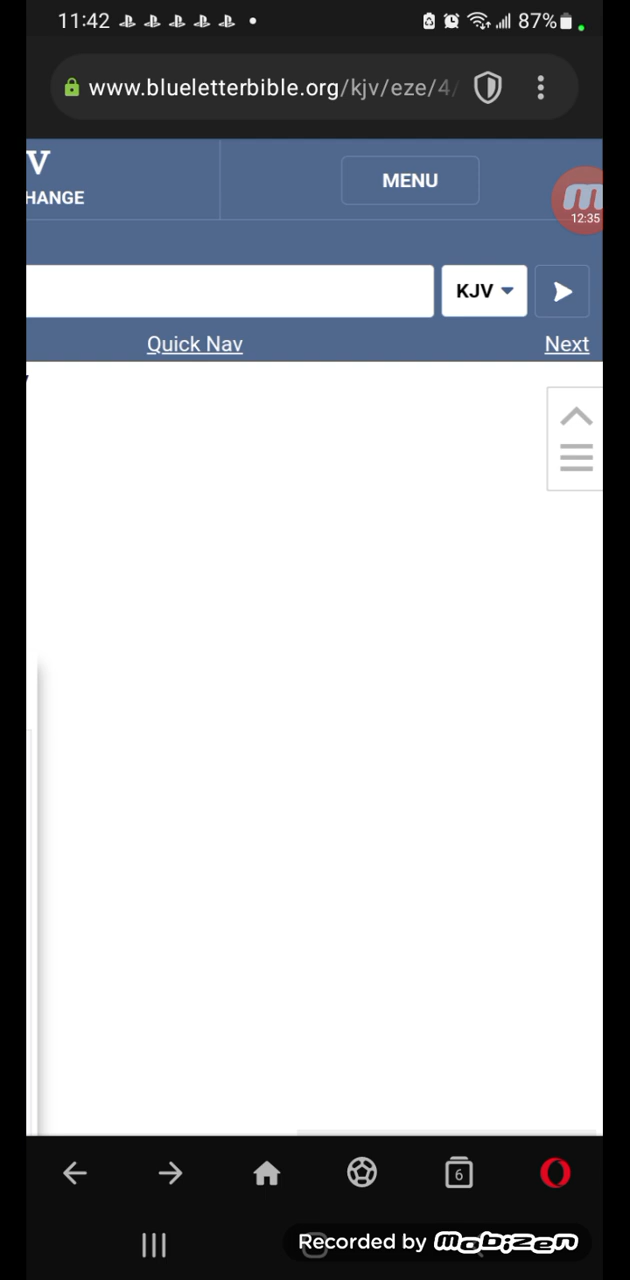 11:42 87%
www.blueletterbible.org/kjv/eze/4/
V
HANGE
MENU
12:35
KJV
Quick Nav
Next
6
Recorded by mobizen